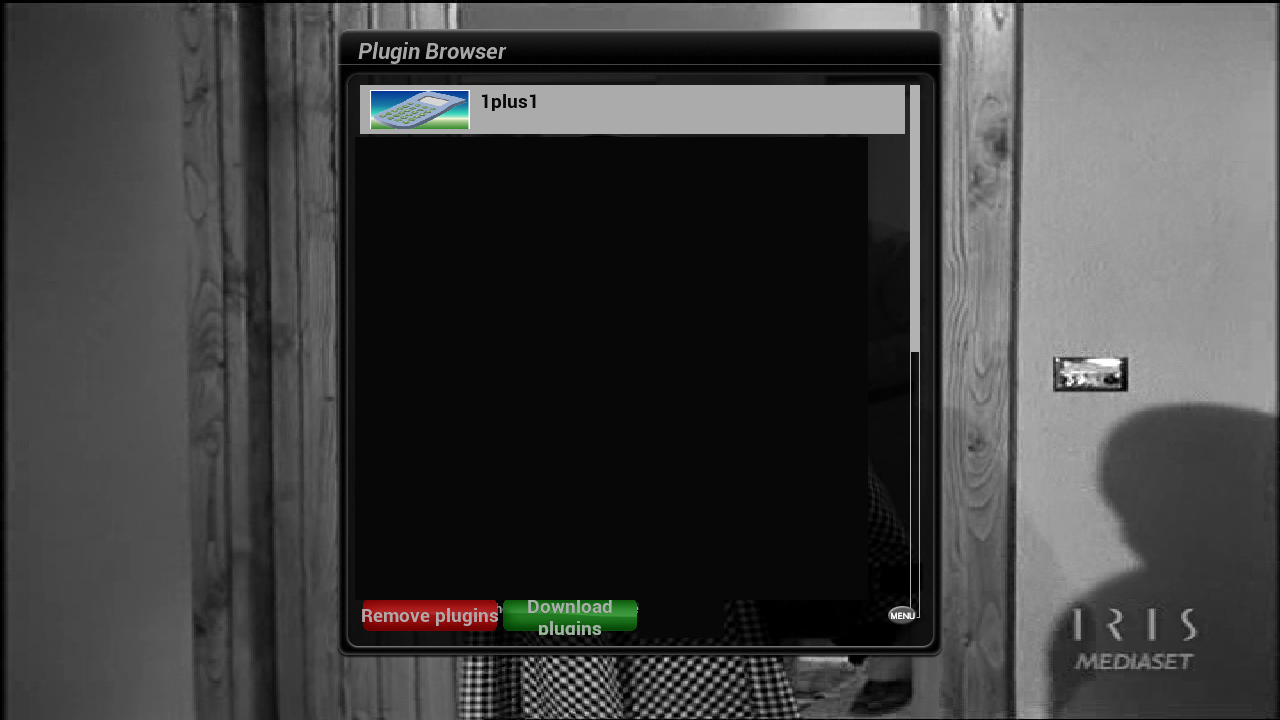 Plugin Browser
1plus1
Remove plugins
Download
plugins
MENU
IRIS
MEDIASET